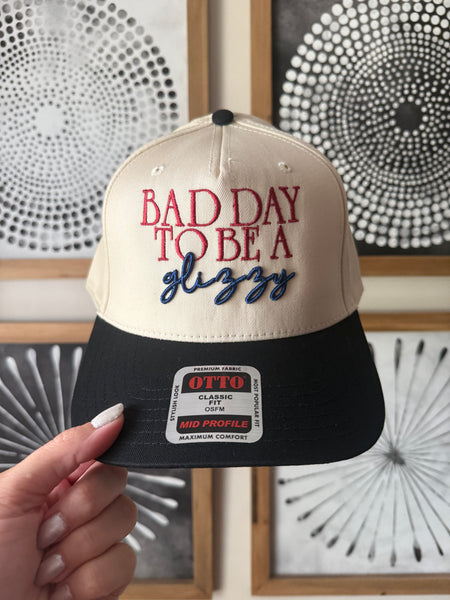 BAD DAY
TO BE A
glizzy
PREMIUM FABRIC
OTTO
STYLISH LOOK
CLASSIC
FIT
OSFM
MOST POPULAR FIT
MID PROFILE
MAXIMUM COMFORT